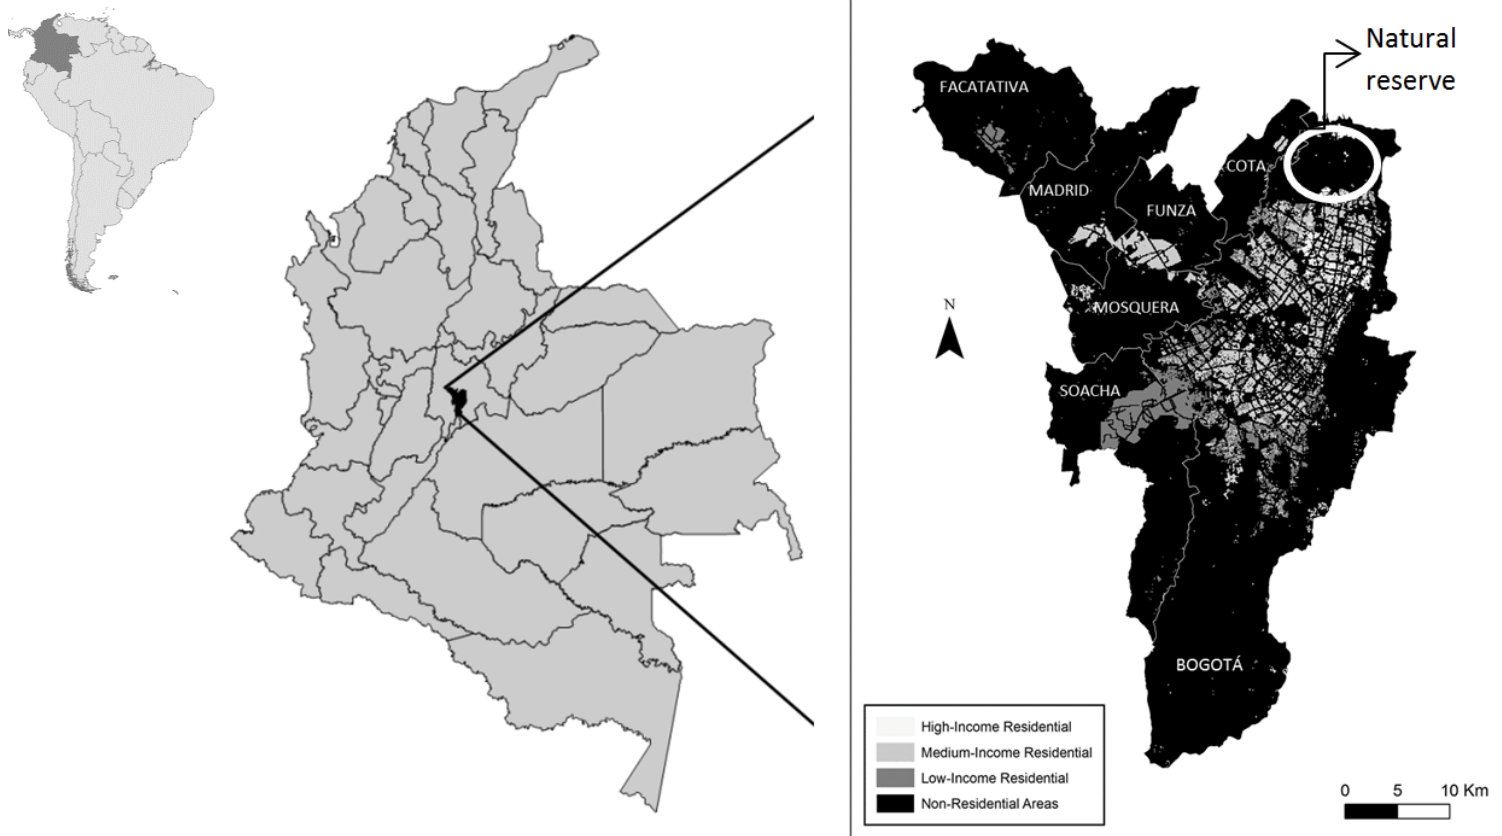 Natural
reserve
FACATATIVA
COTA
MADRID
FUNZA
N
MOSQUERA
SOACHA
BOGOTÁ
High-Income Residential
Medium-Income Residential
Low-Income Residential
Non-Residential Areas
0 5 10 Km